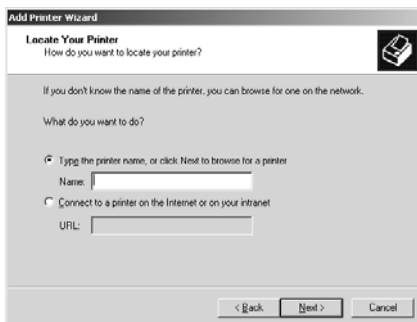 Add Printer Wizard
Locate Your Printer
How do you want to locate your printer?
If you don't know the name of the printer, you can browse for one on the network.
What do you want to do?
Type the printer name, or click Next to browse for a printer
Name:
Connect to a printer on the Internet or on your intranet
URL:
< Back Next > Cancel